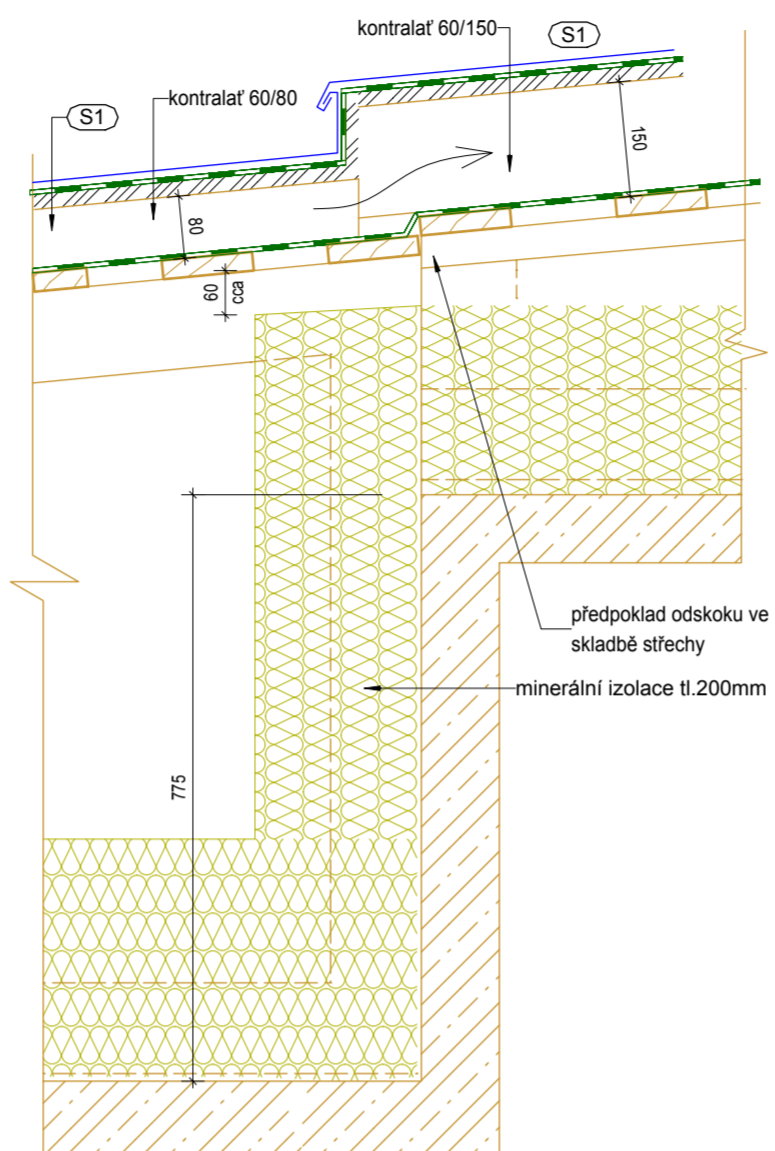 kontralať 60/150
S1
kontralať 60/80
S1
150
80
60
cca
předpoklad odskoku ve
skladbě střechy
minerální izolace tl.200mm
775